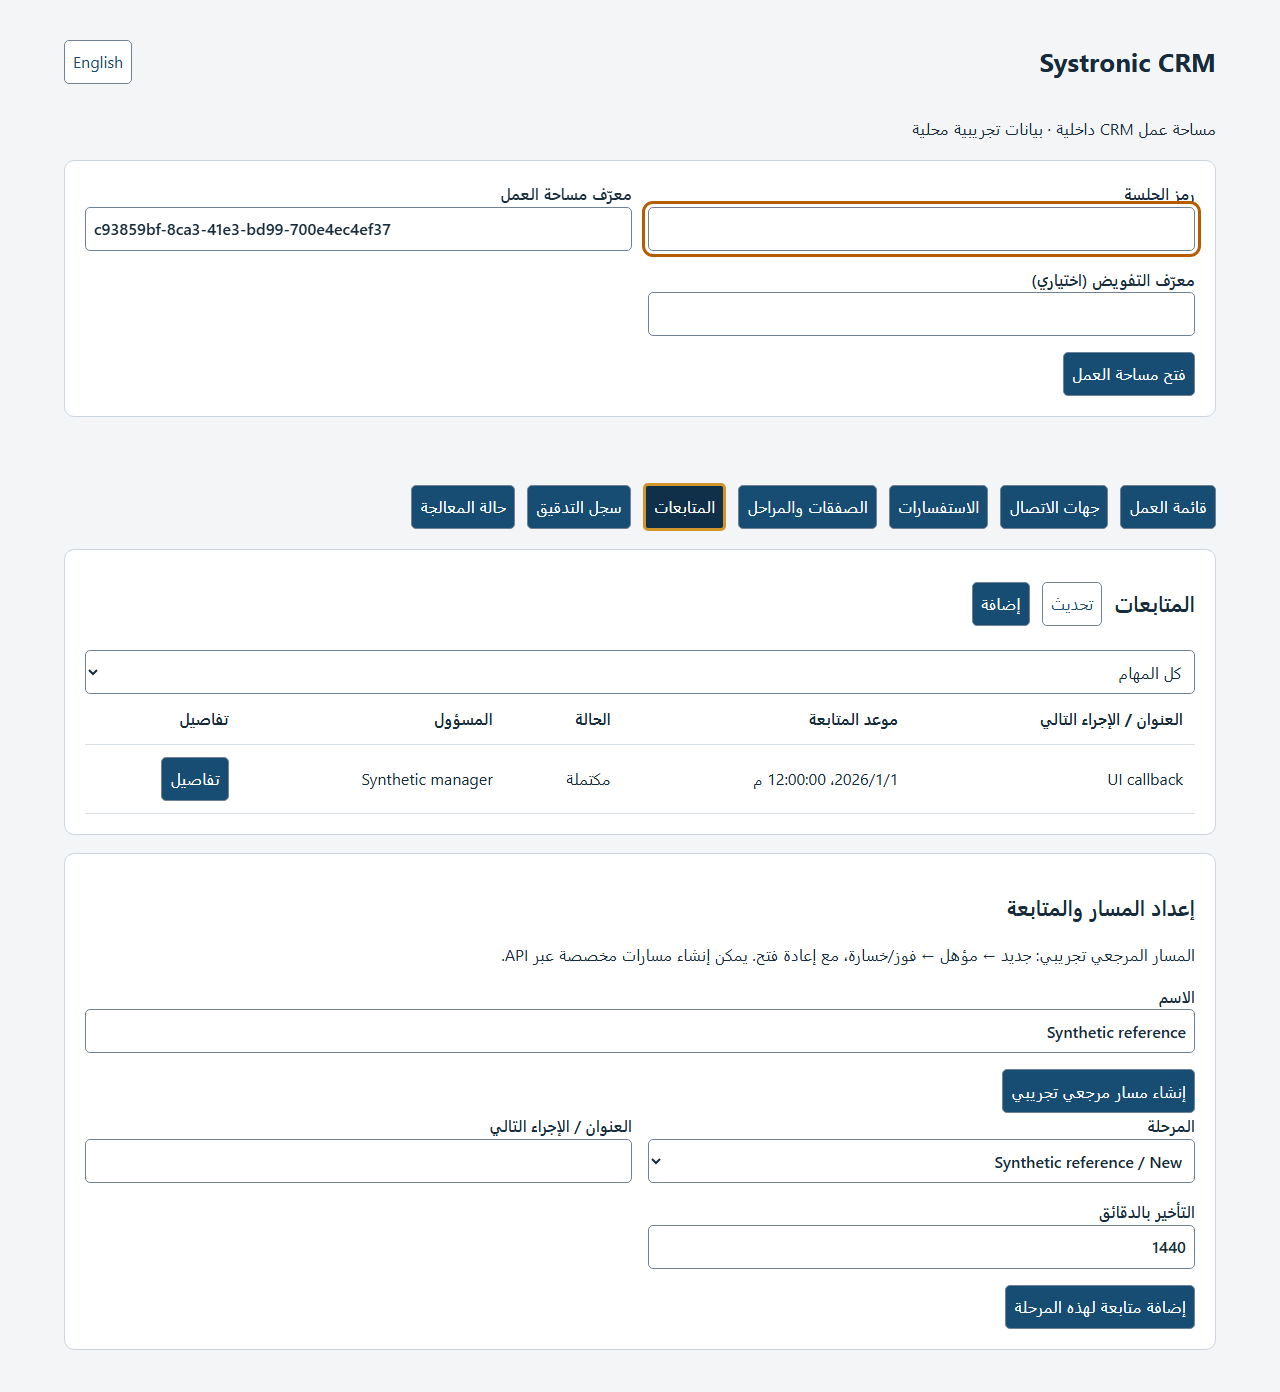 Systronic CRM
English
مساحة عمل CRM داخلية · بيانات تجريبية محلية
رمز الجلسة
معرّف مساحة العمل
c93859bf-8ca3-41e3-bd99-700e4ec4ef37
معرّف التفويض (اختياري)
فتح مساحة العمل
قائمة العمل
جهات الاتصال
الاستفسارات
الصفقات والمراحل
المتابعات
سجل التدقيق
حالة المعالجة
المتابعات
تحديث
إضافة
كل المهام
العنوان / الإجراء التالي
موعد المتابعة
الحالة
المسؤول
تفاصيل
UI callback
2026/1/1، 12:00:00 م
مكتملة
Synthetic manager
تفاصيل
إعداد المسار والمتابعة
المسار المرجعي تجريبي: جديد ← مؤهل ← فوز/خسارة، مع إعادة فتح. يمكن إنشاء مسارات مخصصة عبر API.
الاسم
Synthetic reference
إنشاء مسار مرجعي تجريبي
المرحلة
العنوان / الإجراء التالي
Synthetic reference / New
التأخير بالدقائق
1440
إضافة متابعة لهذه المرحلة